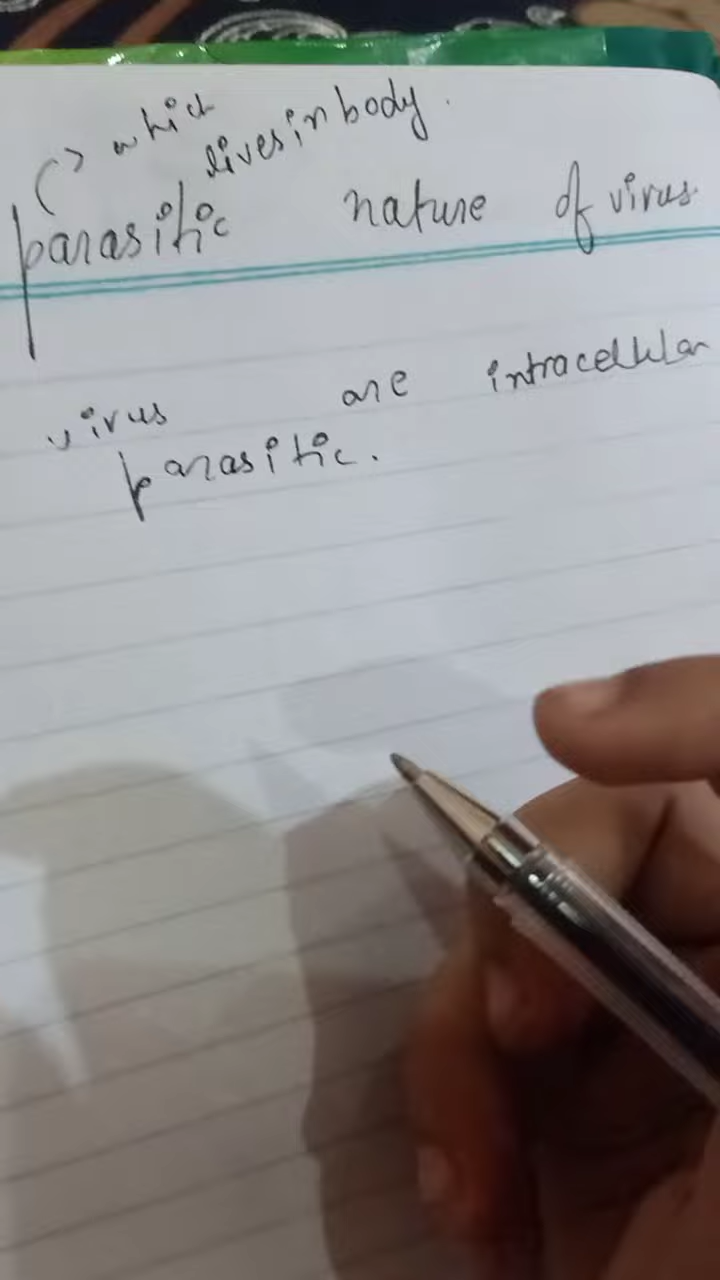 which
lives in body.
parasitic nature of virus
virus are intracellular
parasitic.